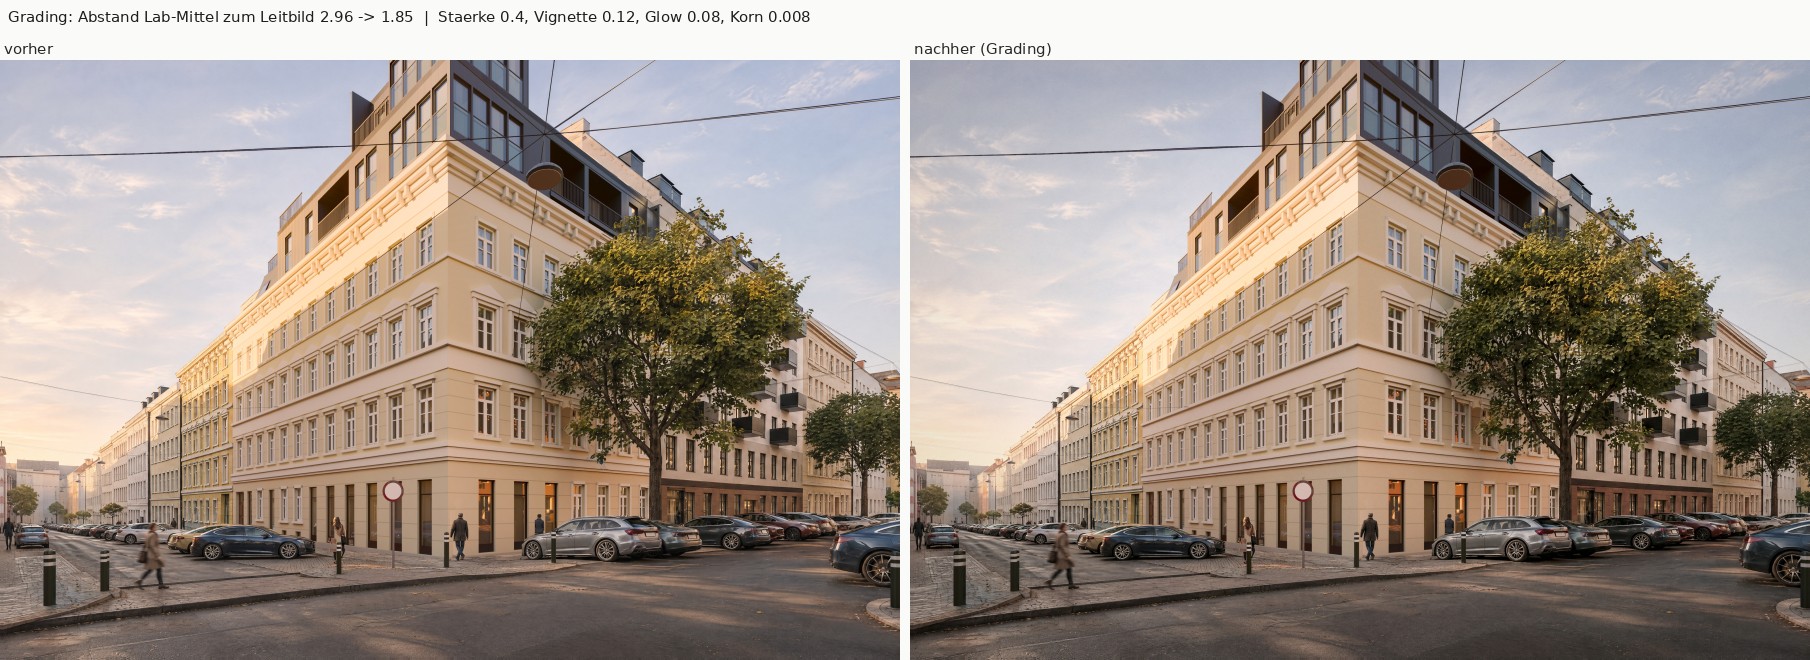 Grading: Abstand Lab-Mittel zum Leitbild 2.96 -> 1.85 | Staerke 0.4, Vignette 0.12, Glow 0.08, Korn 0.008
vorher
nachher (Grading)